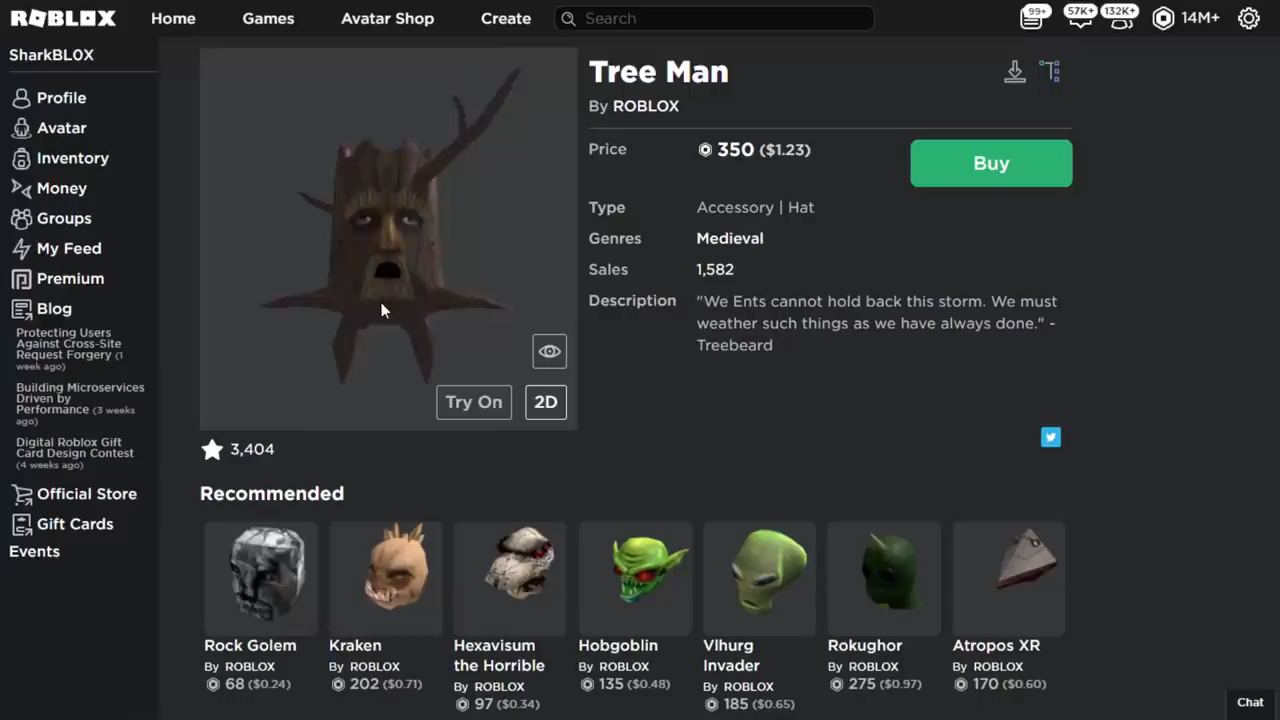 ROBLOX
Home
Games
Avatar Shop
Create
Search
99+
57K+
132K+
14M+
SharkBL0X
Profile
Avatar
Inventory
Money
Groups
My Feed
Premium
Blog
Protecting Users
Against Cross-Site
Request Forgery (1
week ago)
Building Microservices
Driven by
Performance (3 weeks
ago)
Digital Roblox Gift
Card Design Contest
(4 weeks ago)
Official Store
Gift Cards
Events
Try On
2D
3,404
Tree Man
By ROBLOX
Price 350 ($1.23)
Buy
Type Accessory | Hat
Genres Medieval
Sales 1,582
Description "We Ents cannot hold back this storm. We must
weather such things as we have always done." -
Treebeard
Recommended
Rock Golem
By ROBLOX
68 ($0.24)
Kraken
By ROBLOX
202 ($0.71)
Hexavisum
the Horrible
By ROBLOX
97 ($0.34)
Hobgoblin
By ROBLOX
135 ($0.48)
Vlhurg
Invader
By ROBLOX
185 ($0.65)
Rokughor
By ROBLOX
275 ($0.97)
Atropos XR
By ROBLOX
170 ($0.60)
Chat